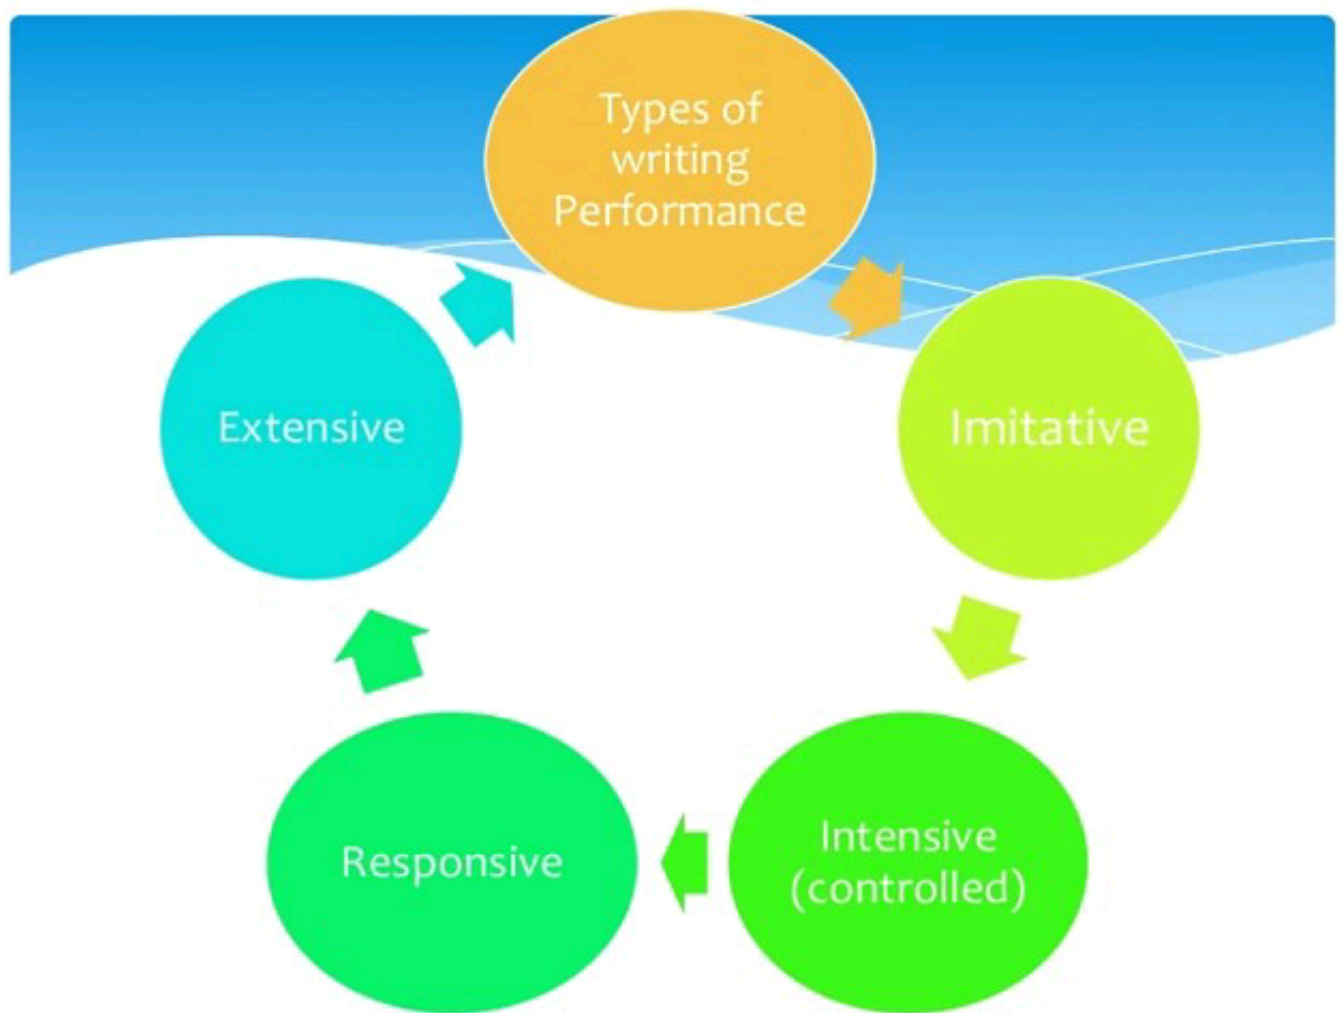 Types of
writing
Performance
Imitative
Intensive
(controlled)
Responsive
Extensive